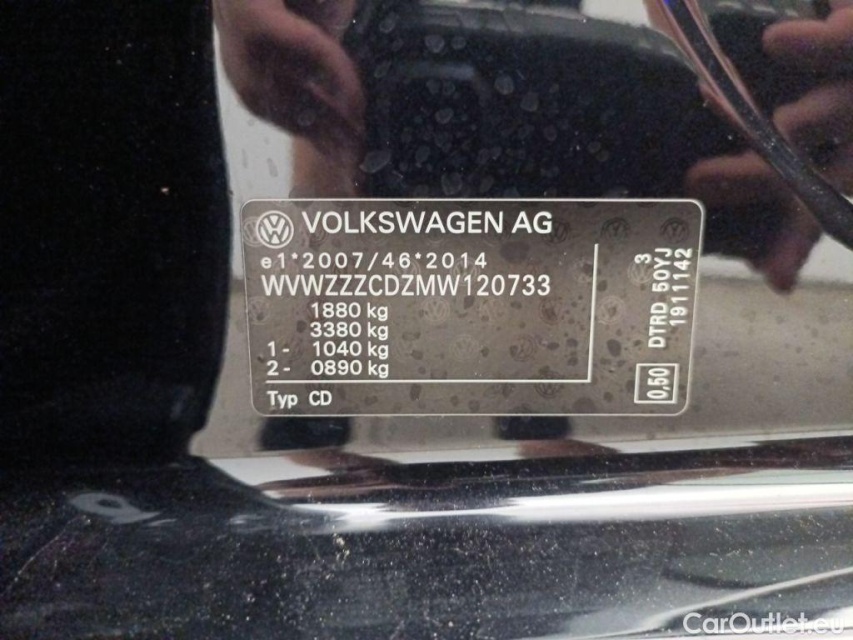 VOLKSWAGEN AG
e1*2007/46*2014
WVWZZZCDZMW120733
1880 kg
3380 kg
1- 1040 kg
2- 0890 kg
Typ CD
3
DTRD 50YJ
1911142
0,50
CarOutlet.eu